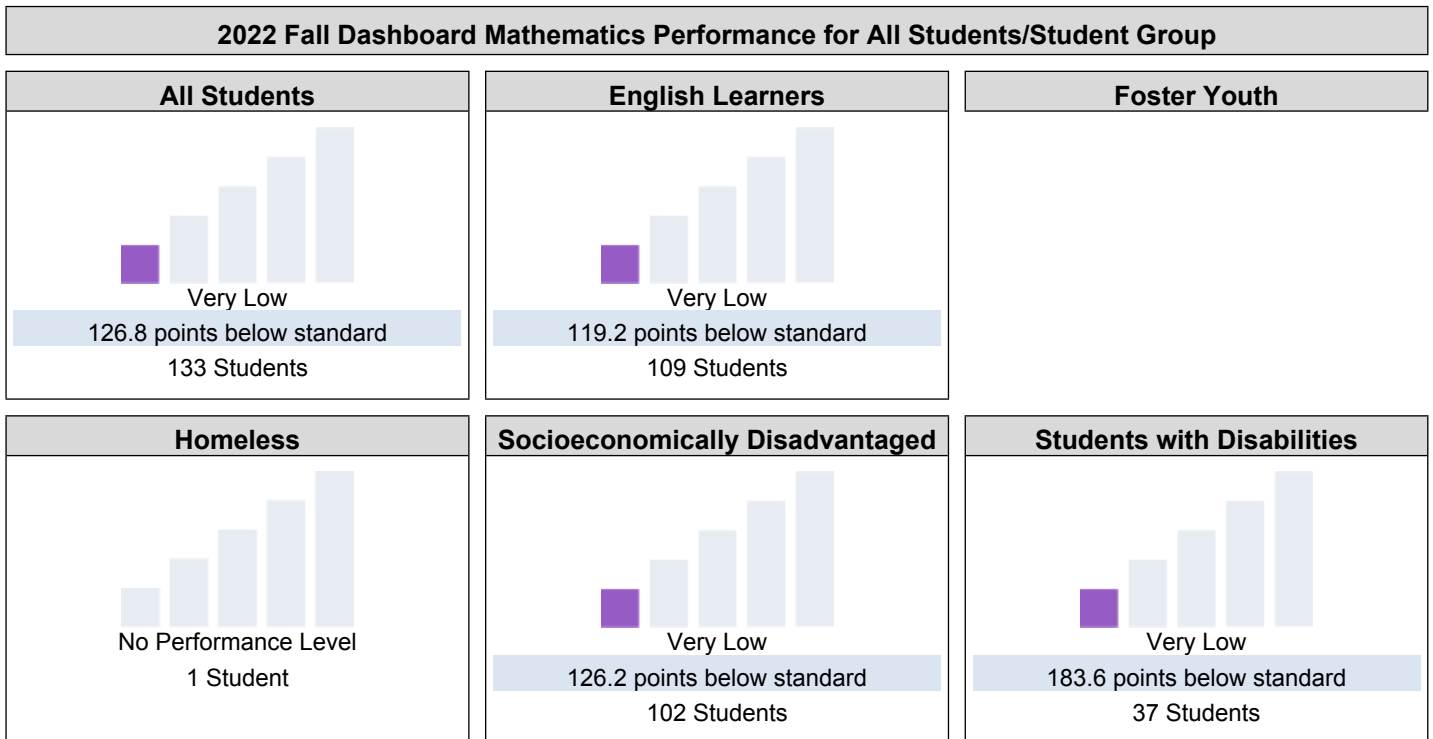 2022 Fall Dashboard Mathematics Performance for All Students/Student Group
All Students
Very Low
126.8 points below standard
133 Students
English Learners
Very Low
119.2 points below standard
109 Students
Foster Youth
Homeless
No Performance Level
1 Student
Socioeconomically Disadvantaged
Very Low
126.2 points below standard
102 Students
Students with Disabilities
Very Low
183.6 points below standard
37 Students